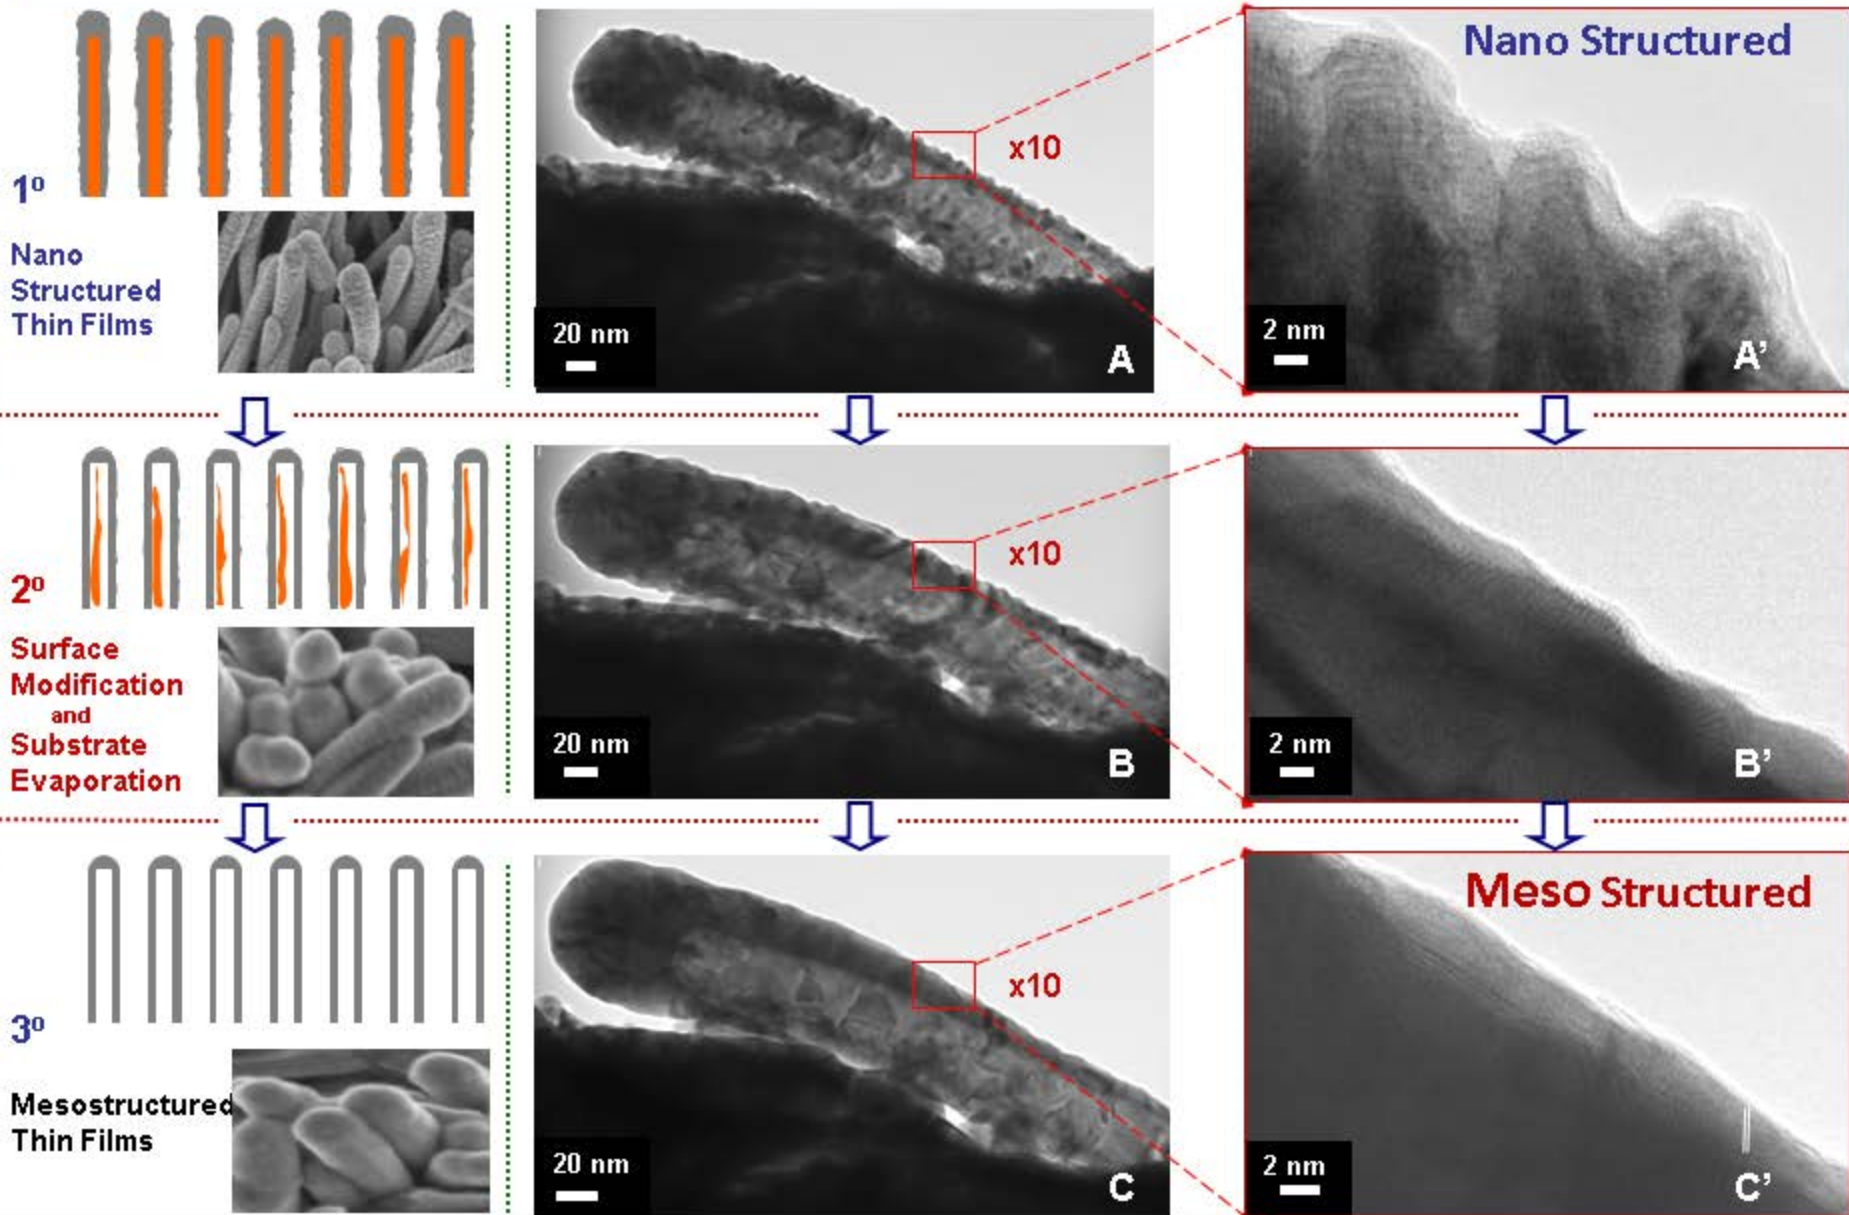 1º
Nano
Structured
Thin Films
x10
20 nm
A
Nano Structured
2 nm
A'
2º
Surface
Modification
and
Substrate
Evaporation
x10
20 nm
B
2 nm
B'
3º
Mesostructured
Thin Films
x10
20 nm
C
Meso Structured
2 nm
C'